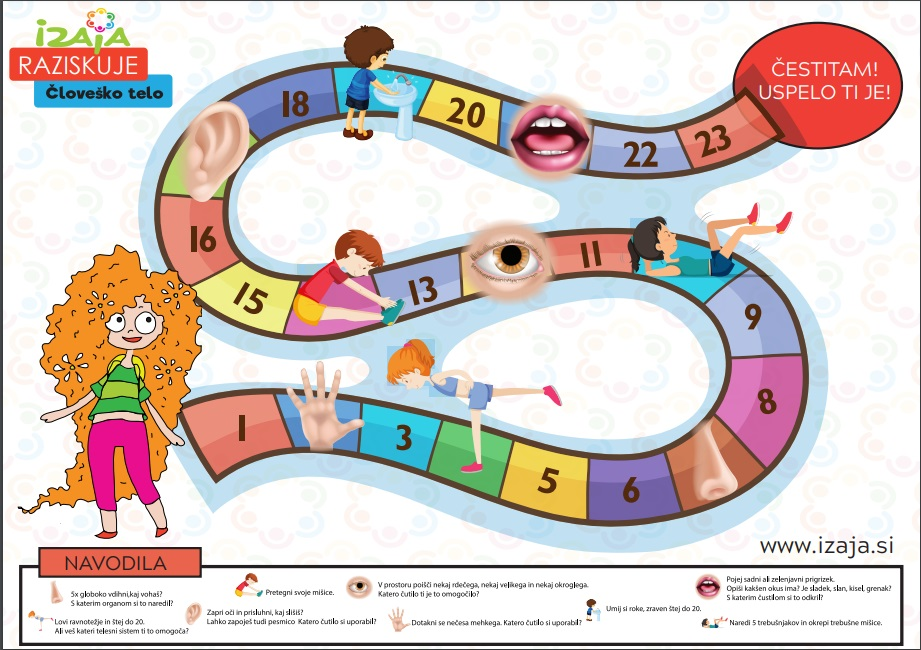 izaja
RAZISKUJE
Človeško telo
ČESTITAM!
USPELO TI JE!
18
20
22
23
16
15
13
11
9
8
1
3
5
6
www.izaja.si
NAVODILA
5x globoko vdihni,kaj vohaš?
S katerim organom si to naredil?
Lovi ravnotežje in štej do 20.
Ali veš kateri telesni sistem ti to omogoča?
Pretegni svoje mišice.
Zapri oči in prisluhni, kaj slišiš?
Lahko zapoješ tudi pesmico Katero čutilo si uporabil?
V prostoru poišči nekaj rdečega, nekaj velikega in nekaj okroglega.
Katero čutilo ti je to omogočilo?
Dotakni se nečesa mehkega. Katero čutilo si uporabil?
Umij si roke, zraven štej do 20.
Pojej sadni ali zelenjavni prigrizek.
Opiši kakšen okus ima? Je sladek, slan, kisel, grenak?
S katerim čustilom si to odkril?
Naredi 5 trebušnjakov in okrepi trebušne mišice.